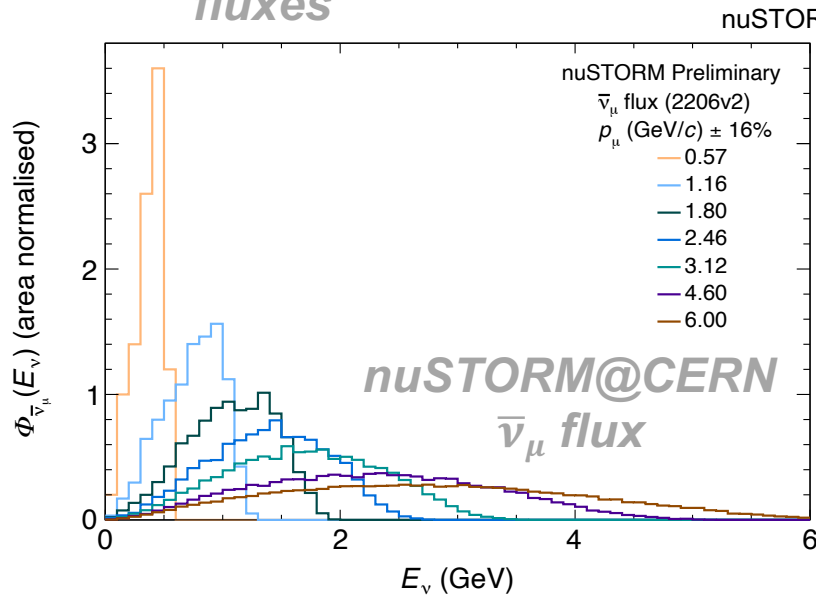 fluxes
nuSTOR
nuSTORM Preliminary
ν̅μ flux (2206v2)
pμ (GeV/c) ± 16%
0.57
1.16
1.80
2.46
3.12
4.60
6.00
nuSTORM@CERN
ν̅μ flux
Φν̅μ(Eν) (area normalised)
3
2
1
0
0 2 4 6
Eν (GeV)